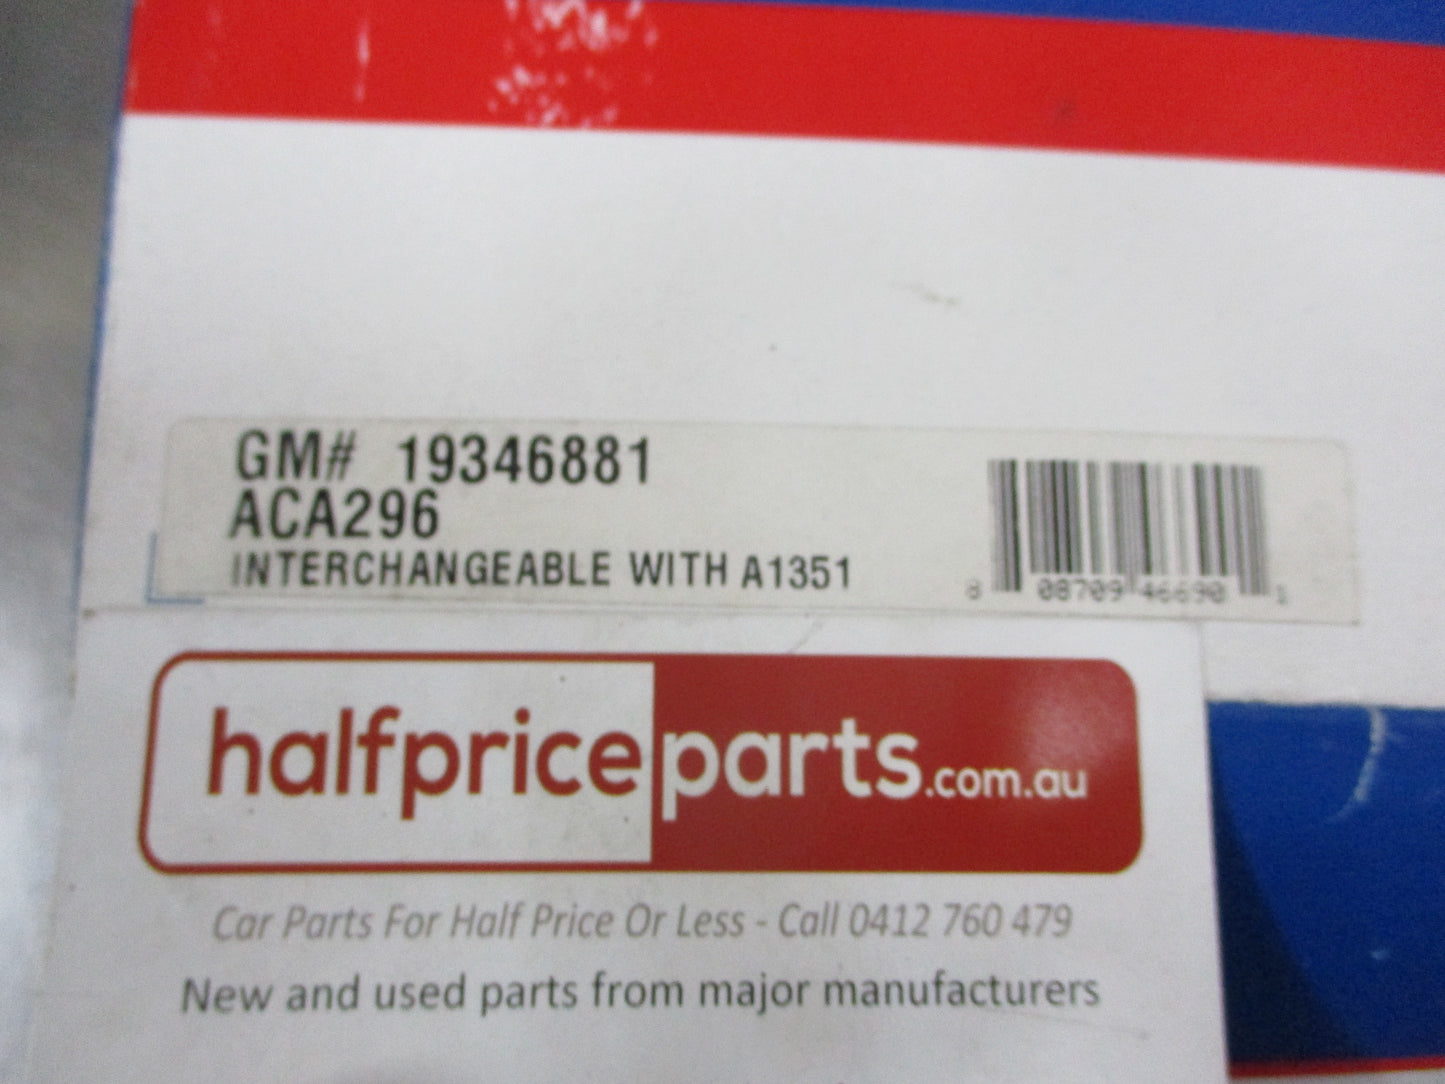 GM# 19346881
ACA296
INTERCHANGEABLE WITH A1351
8 08709 46690 1
halfpriceparts.com.au
Car Parts For Half Price Or Less - Call 0412 760 479
New and used parts from major manufacturers